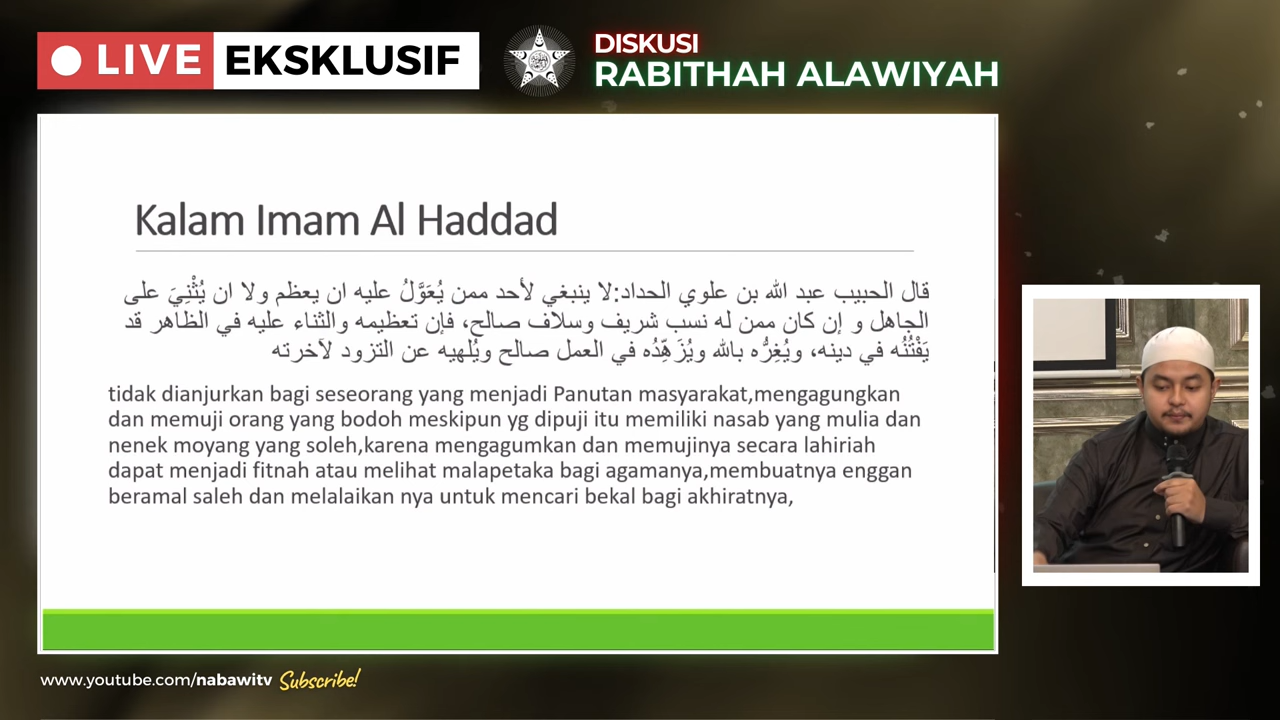 LIVE EKSKLUSIF
DISKUSI
RABITHAH ALAWIYAH
Kalam Imam Al Haddad
قال الحبيب عبد الله بن علوي الحداد:لا ينبغي لأحد ممن يُعَوَّلُ عليه ان يعظم ولا ان يُثْنِيَ على
الجاهل و إن كان ممن له نسب شريف وسلاف صالح، فإن تعظيمه والثناء عليه في الظاهر قد
يَفْتُنُه في دينه، ويُغِرُّه بالله ويُزَهِّدُه في العمل صالح ويُلهيه عن التزود لآخرته
tidak dianjurkan bagi seseorang yang menjadi Panutan masyarakat,mengagungkan
dan memuji orang yang bodoh meskipun yg dipuji itu memiliki nasab yang mulia dan
nenek moyang yang soleh,karena mengagumkan dan memujinya secara lahiriah
dapat menjadi fitnah atau melihat malapetaka bagi agamanya,membuatnya enggan
beramal saleh dan melalaikan nya untuk mencari bekal bagi akhiratnya,
www.youtube.com/nabawitv Subscribe!